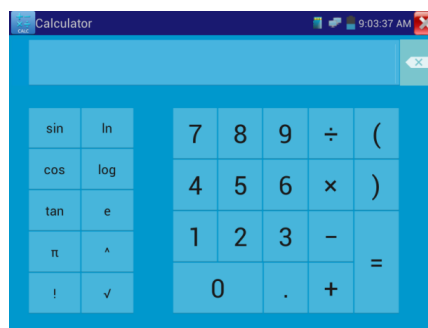 CALC Calculator 9:03:37 AM
sin ln
cos log
tan e
π ^
! √
7 8 9 ÷ (
4 5 6 × )
1 2 3 −
=
0 . +